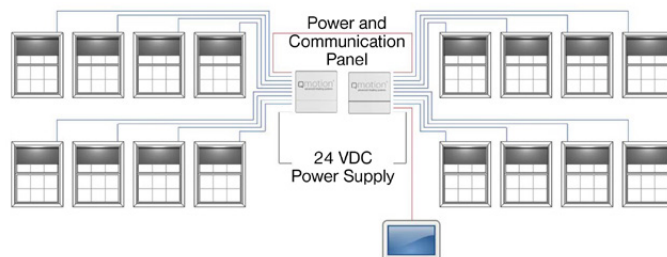 Power and
Communication
Panel
Qmotion
Qmotion
24 VDC
Power Supply